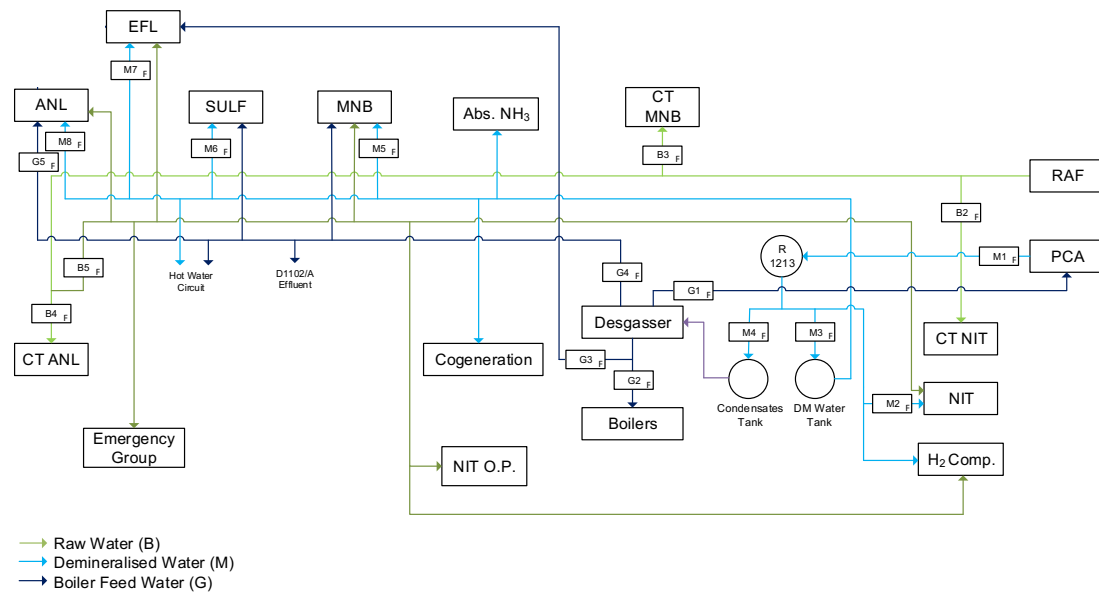 EFL
M7 F
ANL
SULF
MNB
Abs. NH₃
CT
MNB
M8 F
G5 F
M6 F
M5 F
B3 F
RAF
B2 F
R
1213
M1 F
PCA
B5 F
Hot Water
Circuit
D1102/A
Effluent
G4 F
G1 F
B4 F
Desgasser
M4 F
M3 F
CT NIT
CT ANL
Cogeneration
G3 F
G2 F
Condensates
Tank
DM Water
Tank
M2 F
NIT
Boilers
Emergency
Group
NIT O.P.
H₂ Comp.
Raw Water (B)
Demineralised Water (M)
Boiler Feed Water (G)